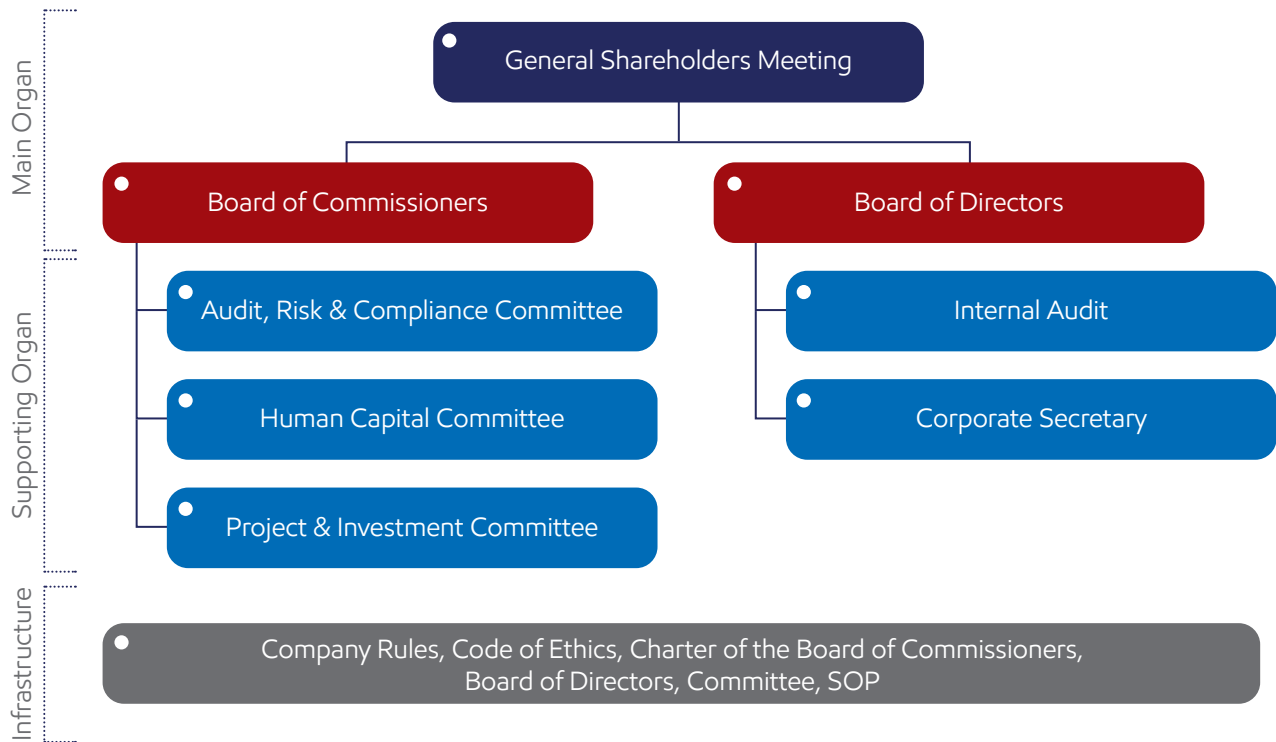 Main Organ
General Shareholders Meeting
Board of Commissioners
Board of Directors
Supporting Organ
Audit, Risk & Compliance Committee
Internal Audit
Human Capital Committee
Corporate Secretary
Project & Investment Committee
Infrastructure
Company Rules, Code of Ethics, Charter of the Board of Commissioners,
Board of Directors, Committee, SOP